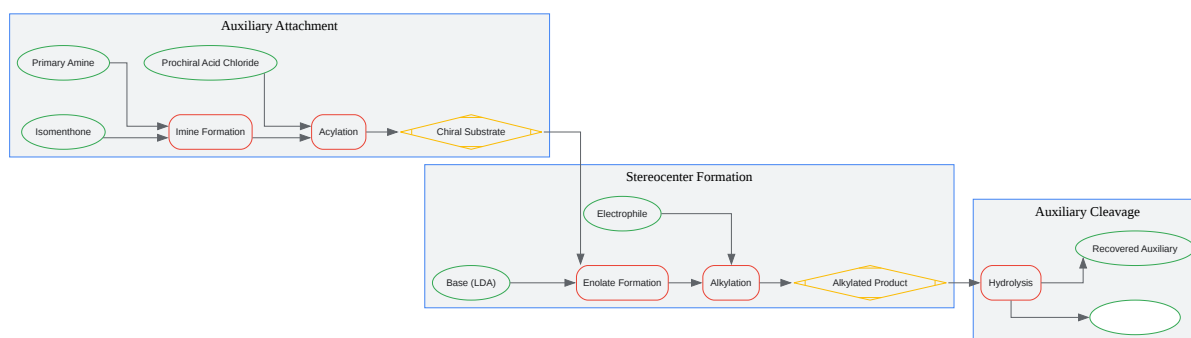 Auxiliary Attachment
Primary Amine
Prochiral Acid Chloride
Isomenthone
Imine Formation
Acylation
Chiral Substrate
Stereocenter Formation
Electrophile
Base (LDA)
Enolate Formation
Alkylation
Alkylated Product
Auxiliary Cleavage
Recovered Auxiliary
Hydrolysis